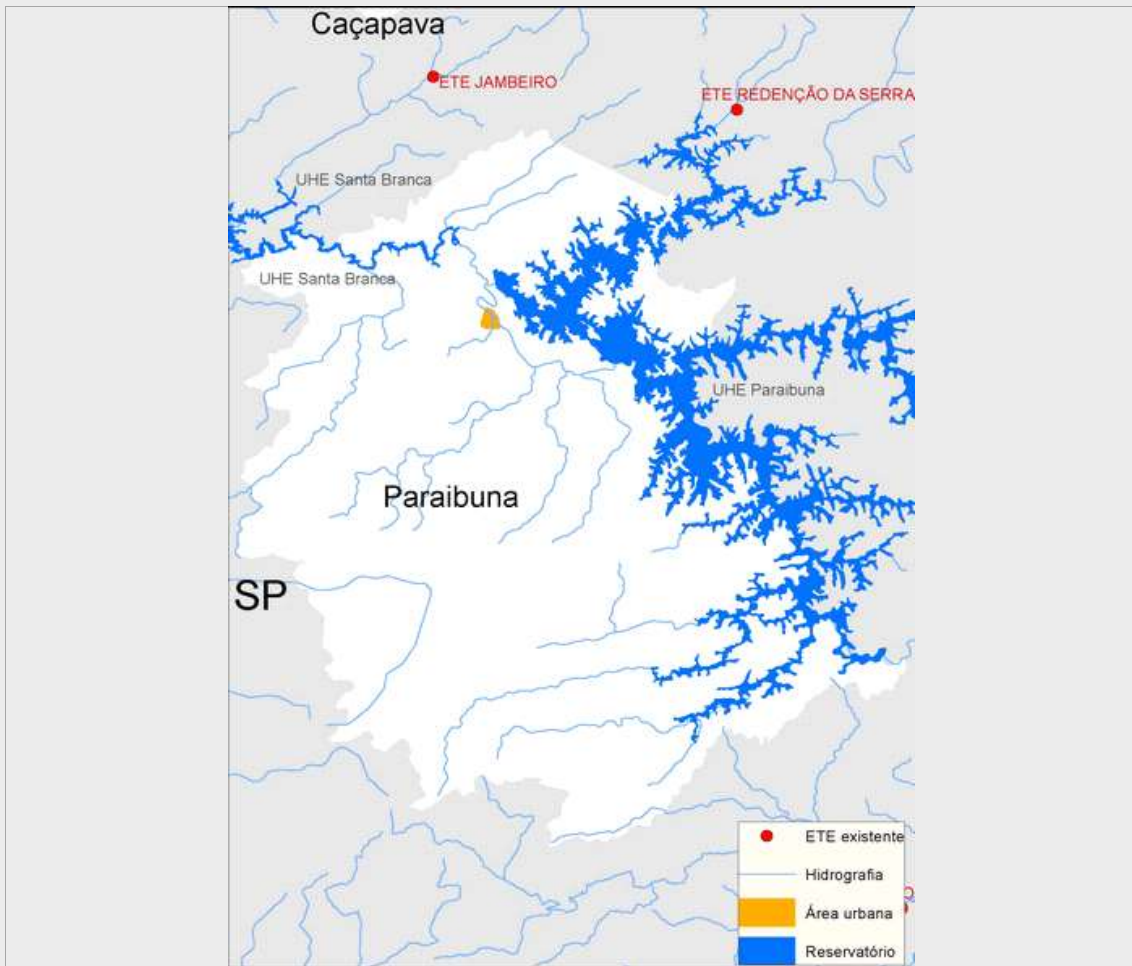 Caçapava
ETE JAMBEIRO
ETE REDENÇÃO DA SERRA
UHE Santa Branca
UHE Santa Branca
UHE Paraibuna
Paraibuna
SP
ETE existente
Hidrografia
Área urbana
Reservatório